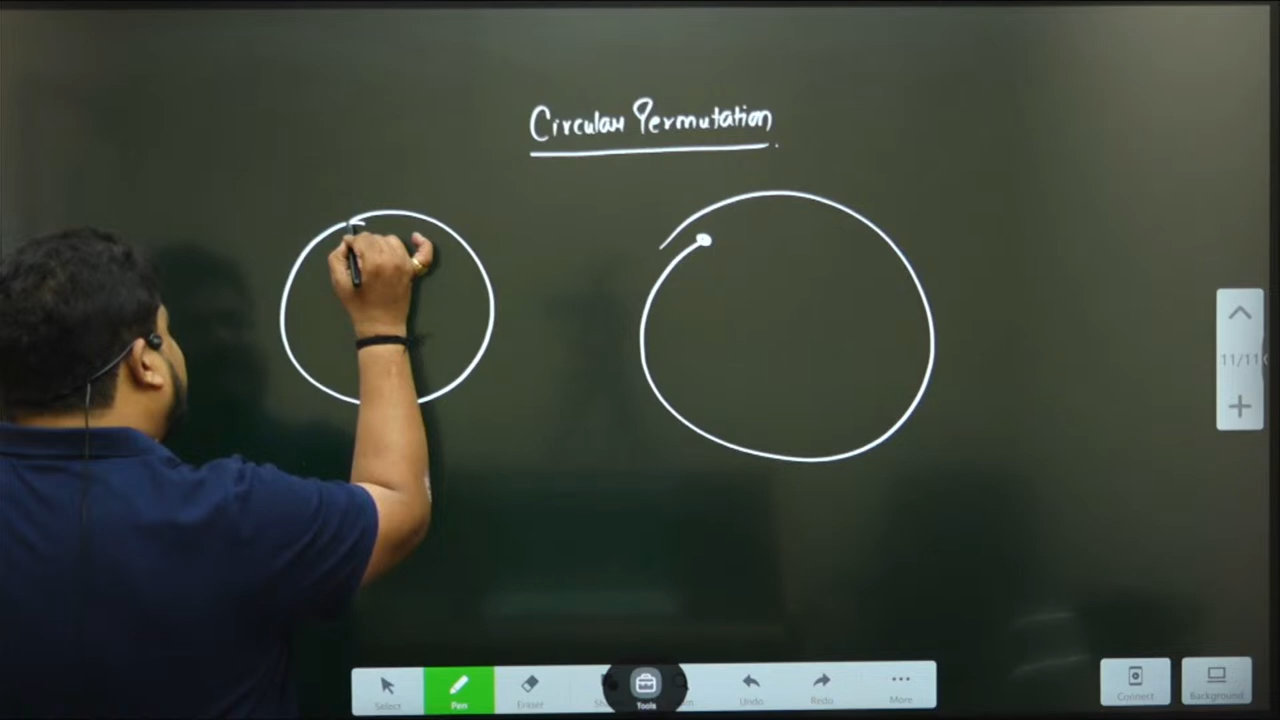 Circular Permutation
11/11
Select
Pen
Eraser
Tools
Undo
Redo
More
Connect
Background